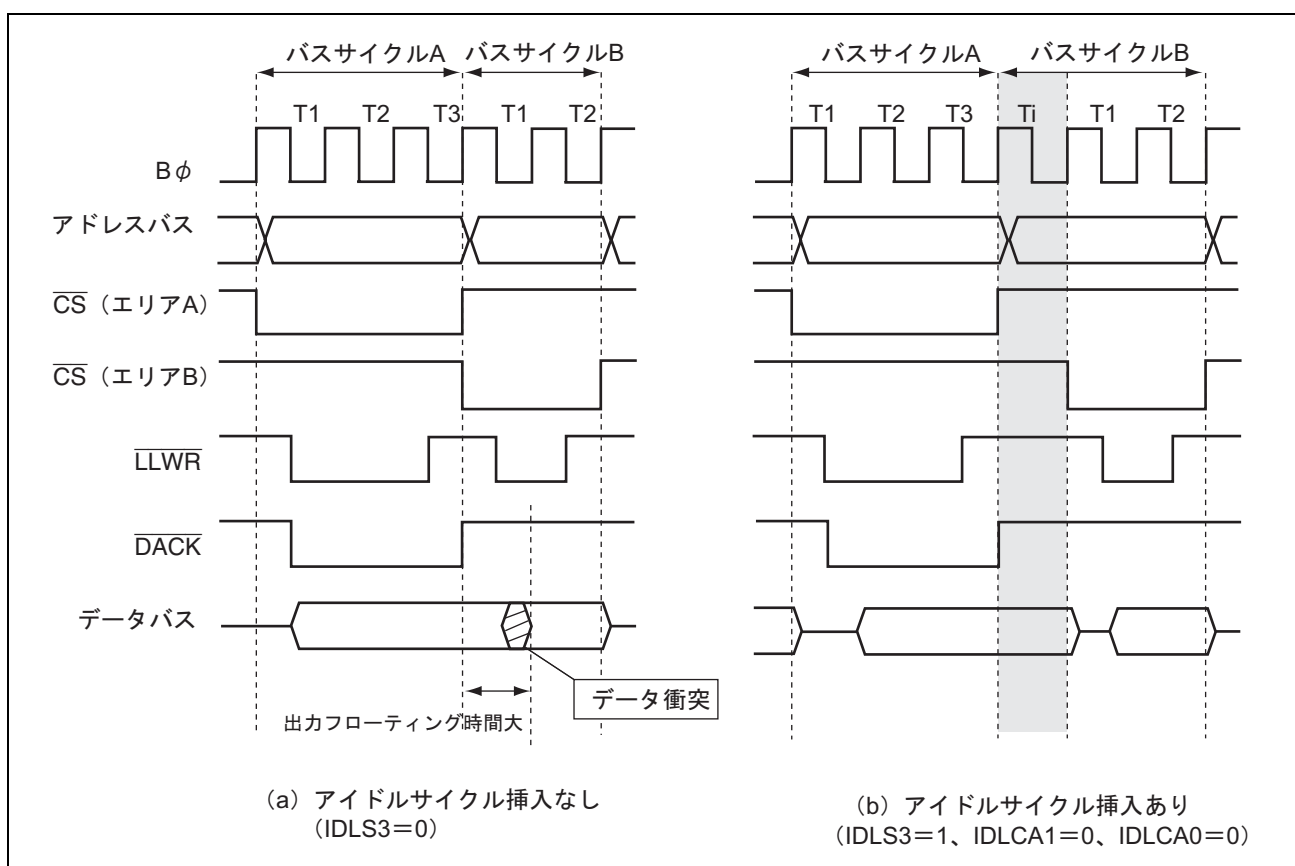 バスサイクルA バスサイクルB バスサイクルA バスサイクルB
T1 T2 T3 T1 T2 T1 T2 T3 Ti T1 T2
Bφ
アドレスバス
CS（エリアA）
CS（エリアB）
LLWR
DACK
データバス
データ衝突
出力フローティング時間大
（a）アイドルサイクル挿入なし
（IDLS3＝0）
（b）アイドルサイクル挿入あり
（IDLS3＝1、IDLCA1＝0、IDLCA0＝0）